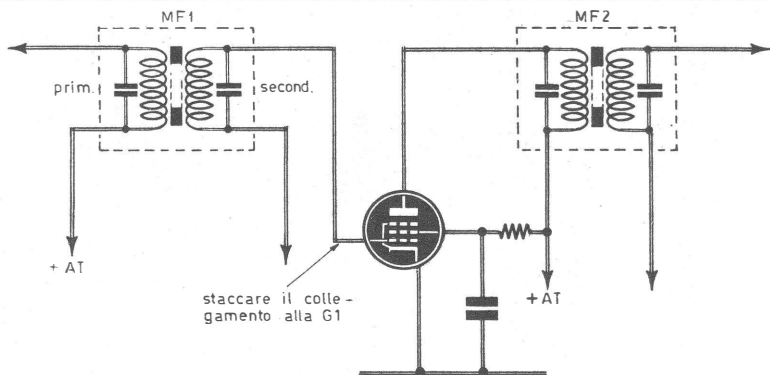 MF1
MF2
prim.
second.
+ AT
staccare il colle-
gamento alla G1
+AT